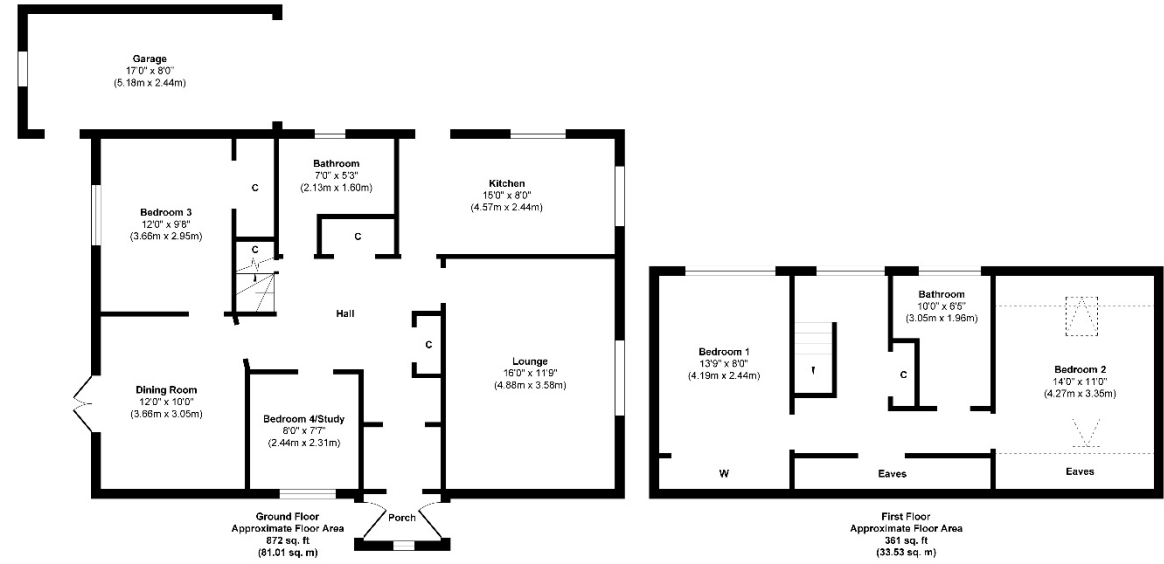 Garage
17'0" x 8'0"
(5.18m x 2.44m)
Bathroom
7'0" x 5'3"
(2.13m x 1.60m)
Kitchen
15'0" x 8'0"
(4.57m x 2.44m)
C
Bedroom 3
12'0" x 9'8"
(3.66m x 2.95m)
C
C
Hall
C
Lounge
16'0" x 11'9"
(4.88m x 3.58m)
Dining Room
12'0" x 10'0"
(3.66m x 3.05m)
Bedroom 4/Study
8'0" x 7'7"
(2.44m x 2.31m)
Porch
Ground Floor
Approximate Floor Area
872 sq. ft
(81.01 sq. m)
Bathroom
10'0" x 6'5"
(3.05m x 1.96m)
Bedroom 1
13'9" x 8'0"
(4.19m x 2.44m)
C
Bedroom 2
14'0" x 11'0"
(4.27m x 3.35m)
W
Eaves
Eaves
First Floor
Approximate Floor Area
361 sq. ft
(33.53 sq. m)